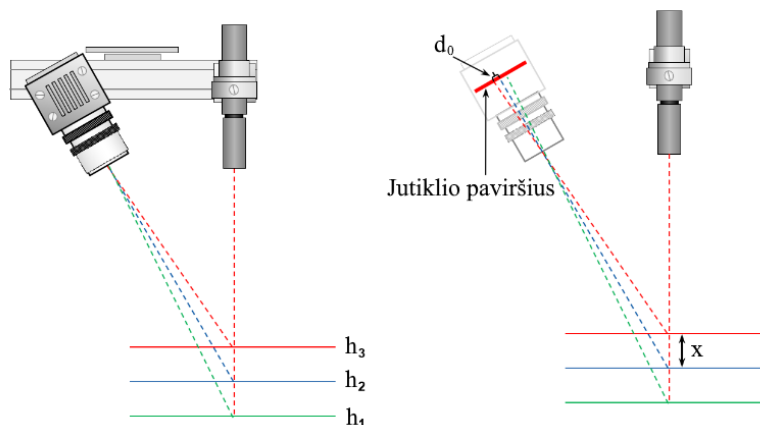 d₀
Jutiklio paviršius
h₃
h₂
h₁
x